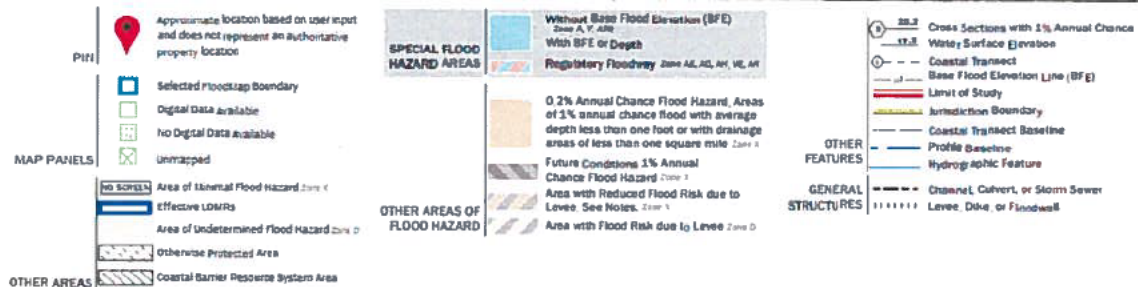 PIN
Approximate location based on user input
and does not represent an authoritative
property location
MAP PANELS
Selected FloodMap Boundary
Digital Data Available
No Digital Data Available
Unmapped
OTHER AREAS
NO SCREEN Area of Minimal Flood Hazard Zone X
Effective LOMRs
Area of Undetermined Flood Hazard Zone D
Otherwise Protected Area
Coastal Barrier Resource System Area
SPECIAL FLOOD
HAZARD AREAS
Without Base Flood Elevation (BFE)
Zone A, V, A99
With BFE or Depth
Regulatory Floodway Zone AE, AO, AH, VE, AR
OTHER AREAS OF
FLOOD HAZARD
0.2% Annual Chance Flood Hazard, Areas
of 1% annual chance flood with average
depth less than one foot or with drainage
areas of less than one square mile Zone X
Future Conditions 1% Annual
Chance Flood Hazard Zone X
Area with Reduced Flood Risk due to
Levee. See Notes. Zone X
Area with Flood Risk due to Levee Zone D
OTHER
FEATURES
20.2
B
17.5
Cross Sections with 1% Annual Chance
Water Surface Elevation
Coastal Transect
Base Flood Elevation Line (BFE)
Limit of Study
Jurisdiction Boundary
Coastal Transect Baseline
Profile Baseline
Hydrographic Feature
GENERAL
STRUCTURES
Channel, Culvert, or Storm Sewer
Levee, Dike, or Floodwall